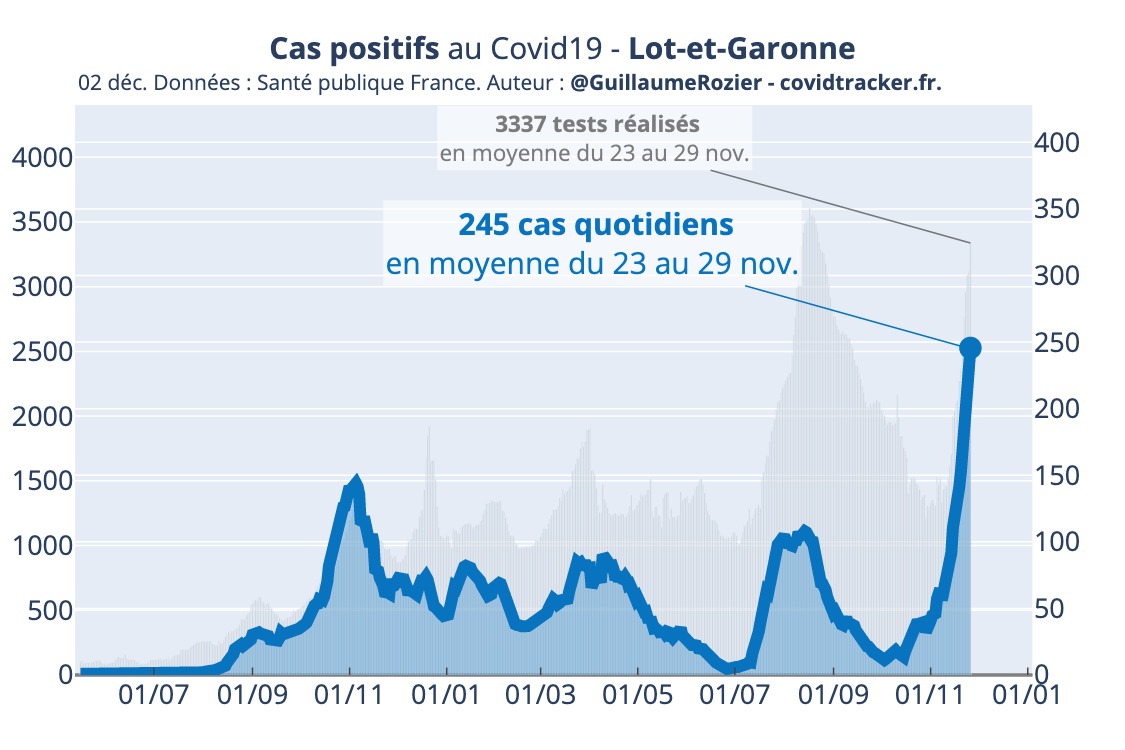 Cas positifs au Covid19 - Lot-et-Garonne
02 déc. Données : Santé publique France. Auteur : @GuillaumeRozier - covidtracker.fr.
3337 tests réalisés
en moyenne du 23 au 29 nov.
245 cas quotidiens
en moyenne du 23 au 29 nov.
4000
3500
3000
2500
2000
1500
1000
500
0
400
350
300
250
200
150
100
50
0
01/07 01/09 01/11 01/01 01/03 01/05 01/07 01/09 01/11 01/01